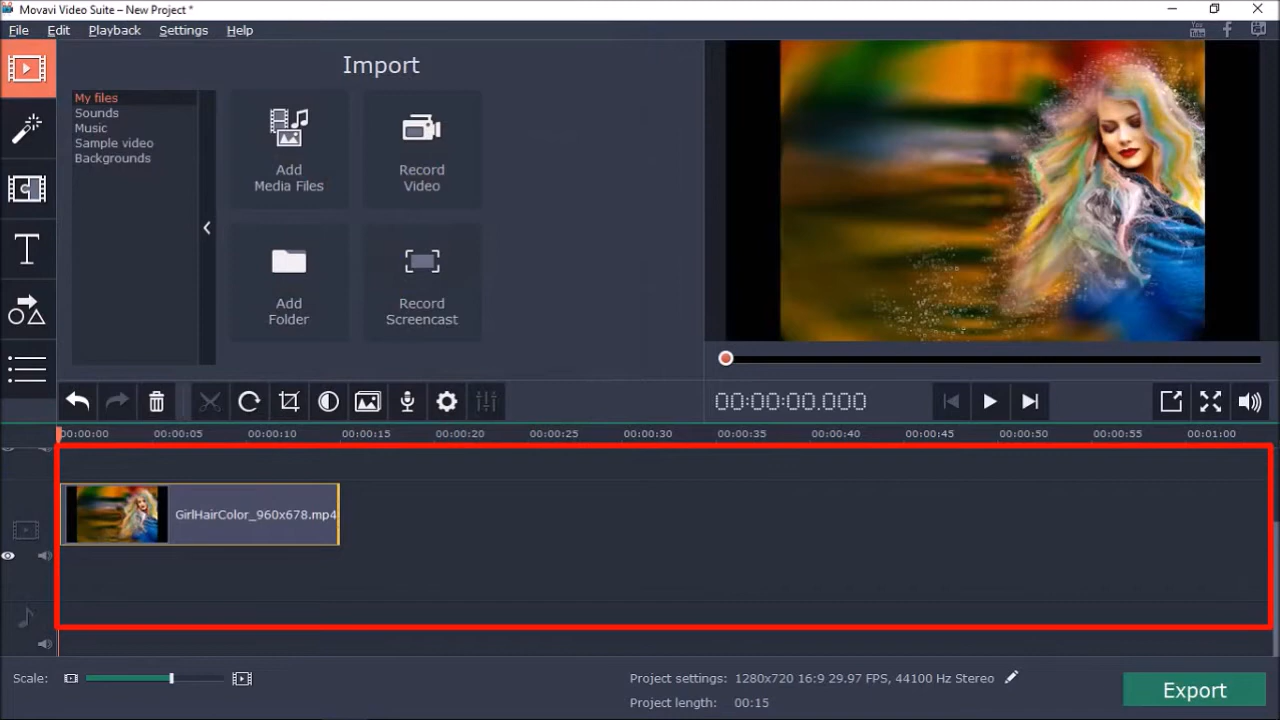 Movavi Video Suite – New Project *
File Edit Playback Settings Help
You
Tube
Import
My files
Sounds
Music
Sample video
Backgrounds
Add
Media Files
Record
Video
Add
Folder
Record
Screencast
00:00:00.000
00:00:00 00:00:05 00:00:10 00:00:15 00:00:20 00:00:25 00:00:30 00:00:35 00:00:40 00:00:45 00:00:50 00:00:55 00:01:00
GirlHairColor_960x678.mp4
Scale:
Project settings: 1280x720 16:9 29.97 FPS, 44100 Hz Stereo
Project length: 00:15
Export